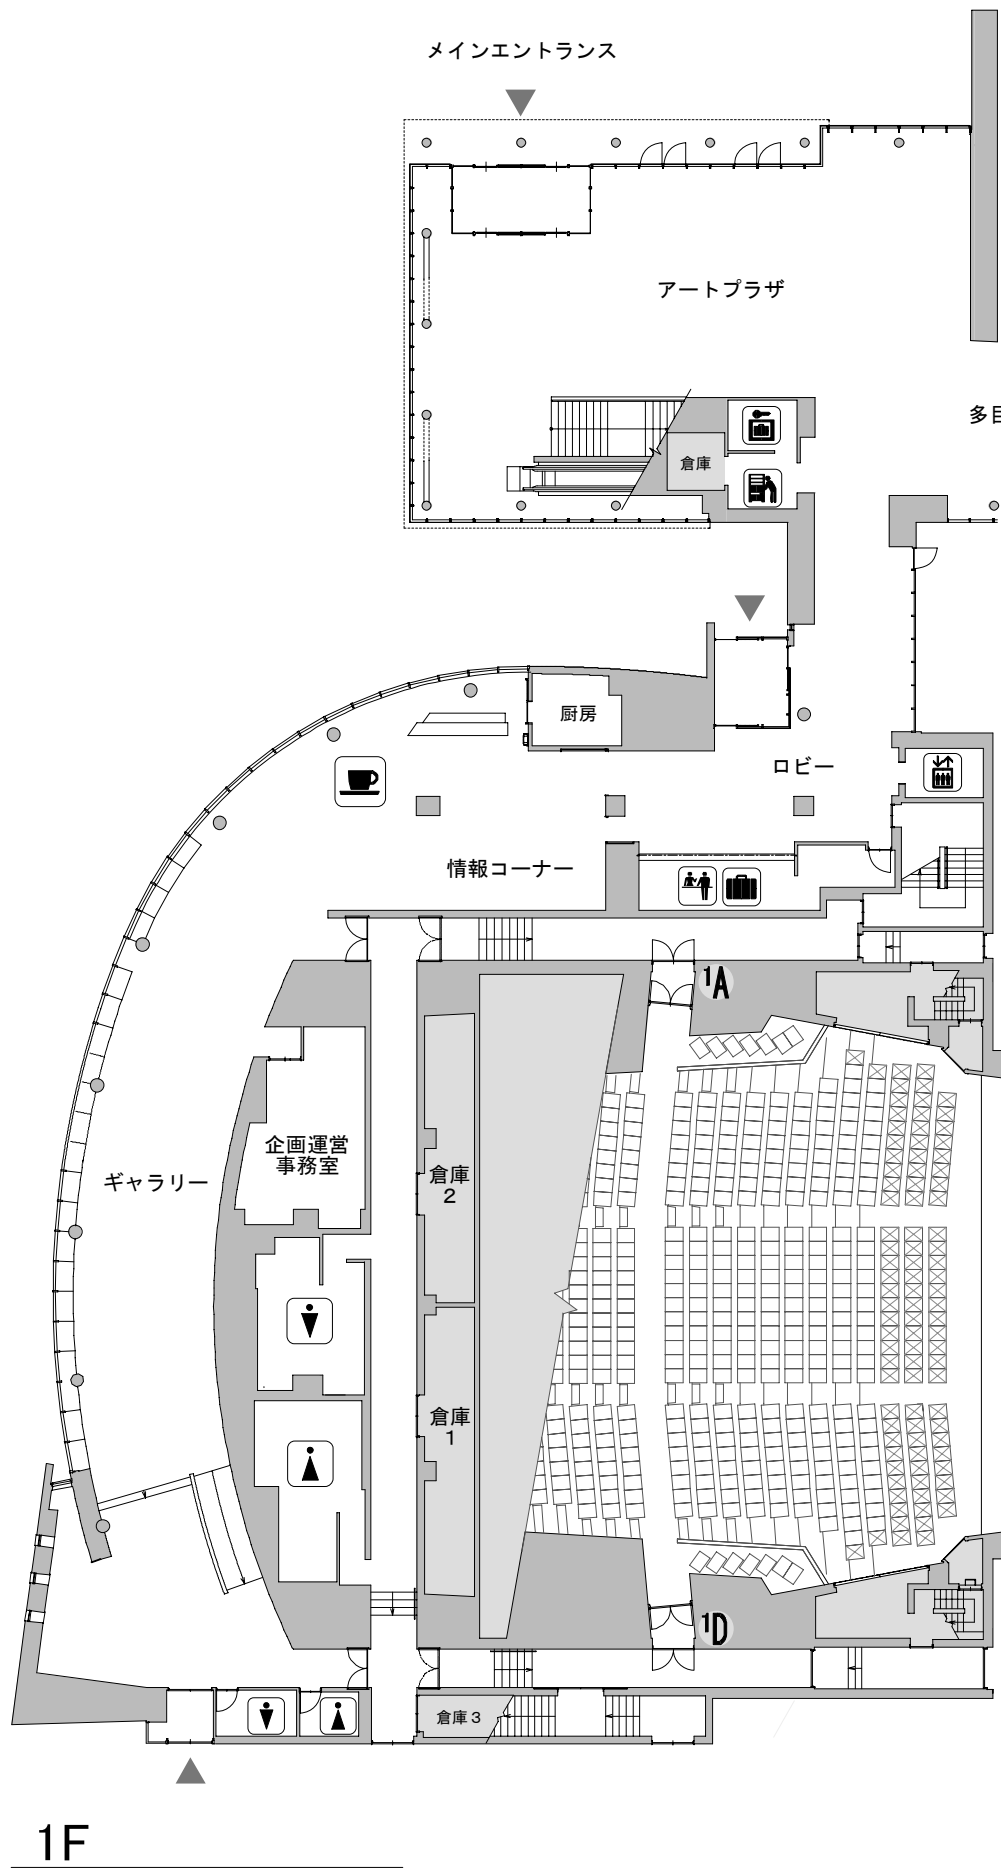 メインエントランス
アートプラザ
多目
倉庫
厨房
ロビー
情報コーナー
1A
企画運営
事務室
ギャラリー
倉庫
2
倉庫
1
1D
倉庫3
1F